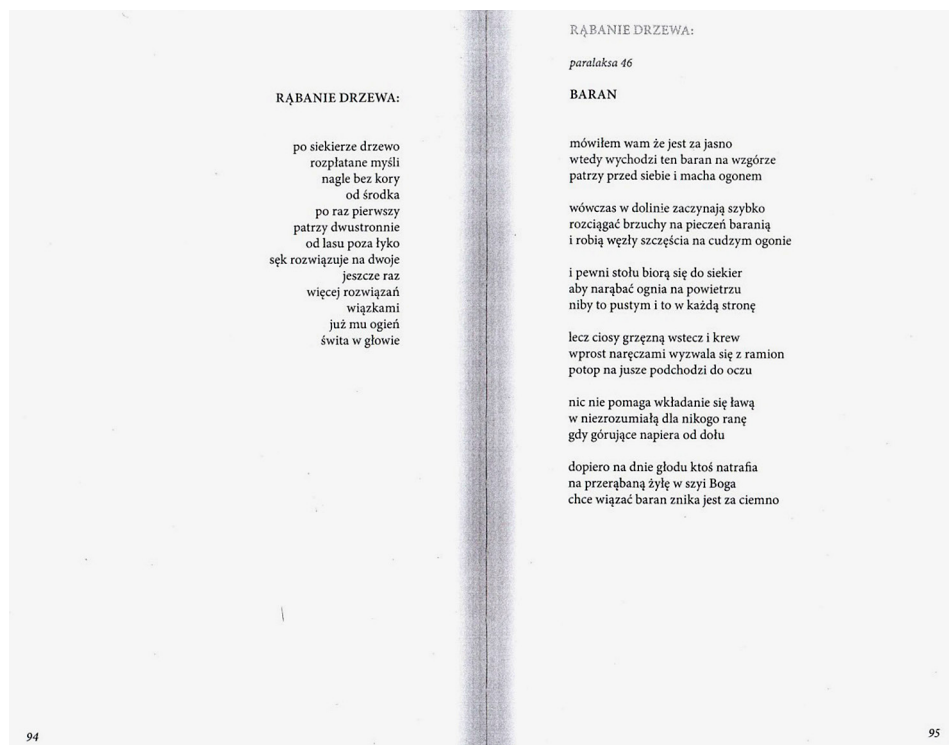 RĄBANIE DRZEWA:
po siekierze drzewo
rozpłatane myśli
nagle bez kory
od środka
po raz pierwszy
patrzy dwustronnie
od lasu poza łyko
sęk rozwiązuje na dwoje
jeszcze raz
więcej rozwiązań
wiązkami
już mu ogień
świta w głowie
94
RĄBANIE DRZEWA:
paralaksa 46
BARAN
mówiłem wam że jest za jasno
wtedy wychodzi ten baran na wzgórze
patrzy przed siebie i macha ogonem
wówczas w dolinie zaczynają szybko
rozciągać brzuchy na pieczeń baranią
i robią węzły szczęścia na cudzym ogonie
i pewni stołu biorą się do siekier
aby narąbać ognia na powietrzu
niby to pustym i to w każdą stronę
lecz ciosy grzęzną wstecz i krew
wprost naręczami wyzwala się z ramion
potop na jusze podchodzi do oczu
nic nie pomaga wkładanie się ławą
w niezrozumiałą dla nikogo ranę
gdy górujące napiera od dołu
dopiero na dnie głodu ktoś natrafia
na przerąbaną żyłę w szyi Boga
chce wiązać baran znika jest za ciemno
95